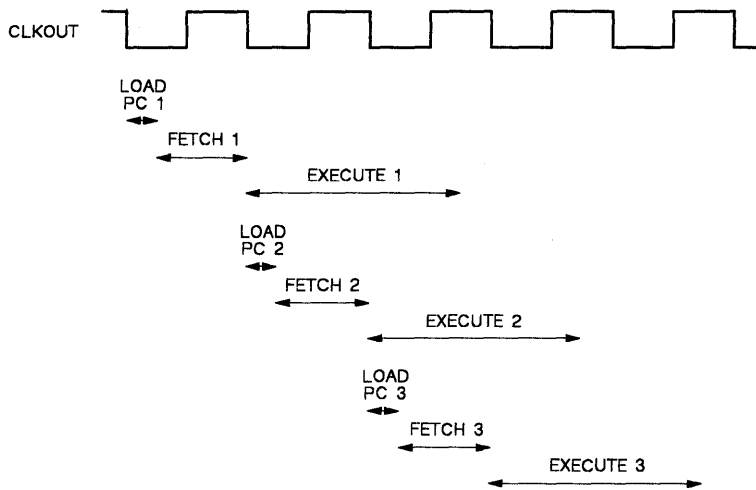 CLKOUT
LOAD
PC 1
FETCH 1
EXECUTE 1
LOAD
PC 2
FETCH 2
EXECUTE 2
LOAD
PC 3
FETCH 3
EXECUTE 3